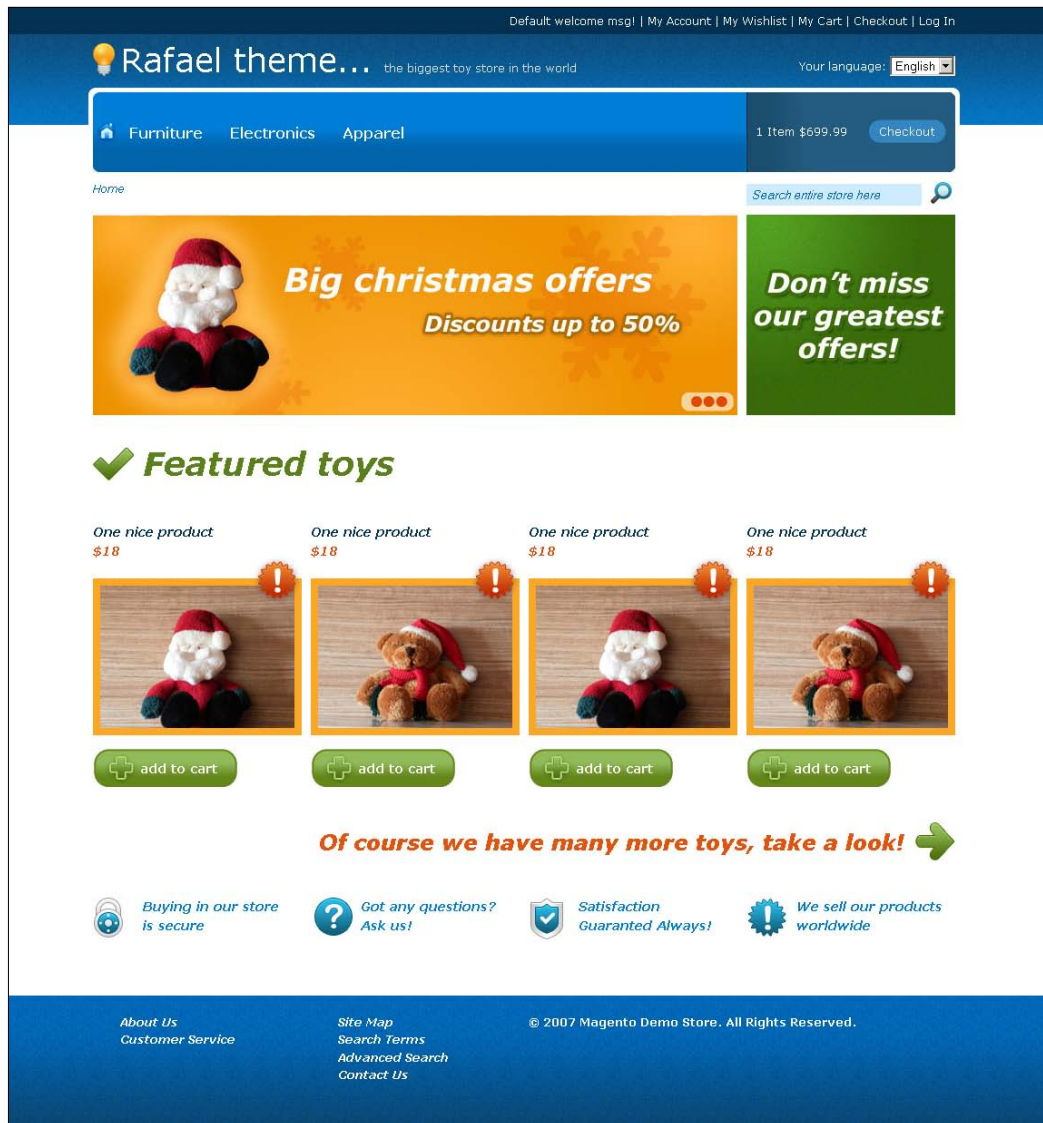 Default welcome msg! | My Account | My Wishlist | My Cart | Checkout | Log In
Rafael theme... the biggest toy store in the world
Your language: English
Furniture Electronics Apparel
1 Item $699.99 Checkout
Home
Search entire store here
Big christmas offers
Discounts up to 50%
Don't miss
our greatest
offers!
Featured toys
One nice product
$18
One nice product
$18
One nice product
$18
One nice product
$18
add to cart
add to cart
add to cart
add to cart
Of course we have many more toys, take a look!
Buying in our store
is secure
Got any questions?
Ask us!
Satisfaction
Guaranted Always!
We sell our products
worldwide
About Us
Customer Service
Site Map
Search Terms
Advanced Search
Contact Us
© 2007 Magento Demo Store. All Rights Reserved.